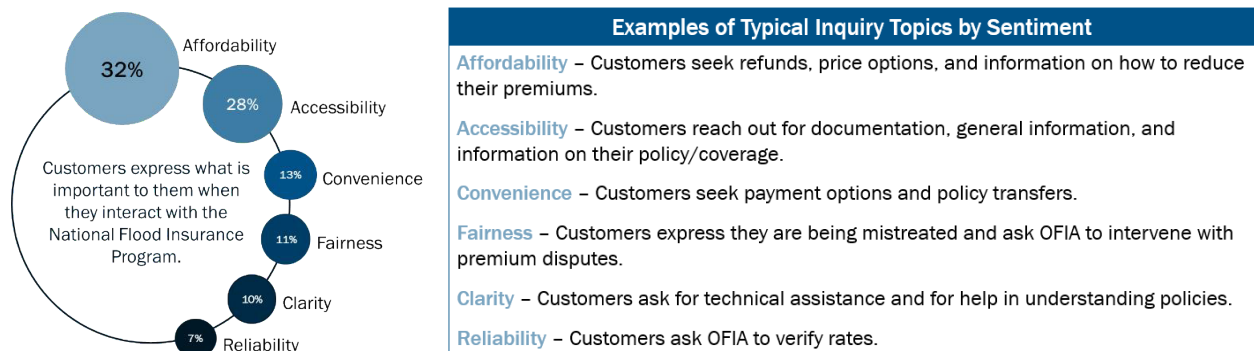 32%
Affordability
28%
Accessibility
13%
Convenience
11%
Fairness
10%
Clarity
7%
Reliability
Customers express what is
important to them when
they interact with the
National Flood Insurance
Program.
Examples of Typical Inquiry Topics by Sentiment
Affordability – Customers seek refunds, price options, and information on how to reduce
their premiums.
Accessibility – Customers reach out for documentation, general information, and
information on their policy/coverage.
Convenience – Customers seek payment options and policy transfers.
Fairness – Customers express they are being mistreated and ask OFIA to intervene with
premium disputes.
Clarity – Customers ask for technical assistance and for help in understanding policies.
Reliability – Customers ask OFIA to verify rates.